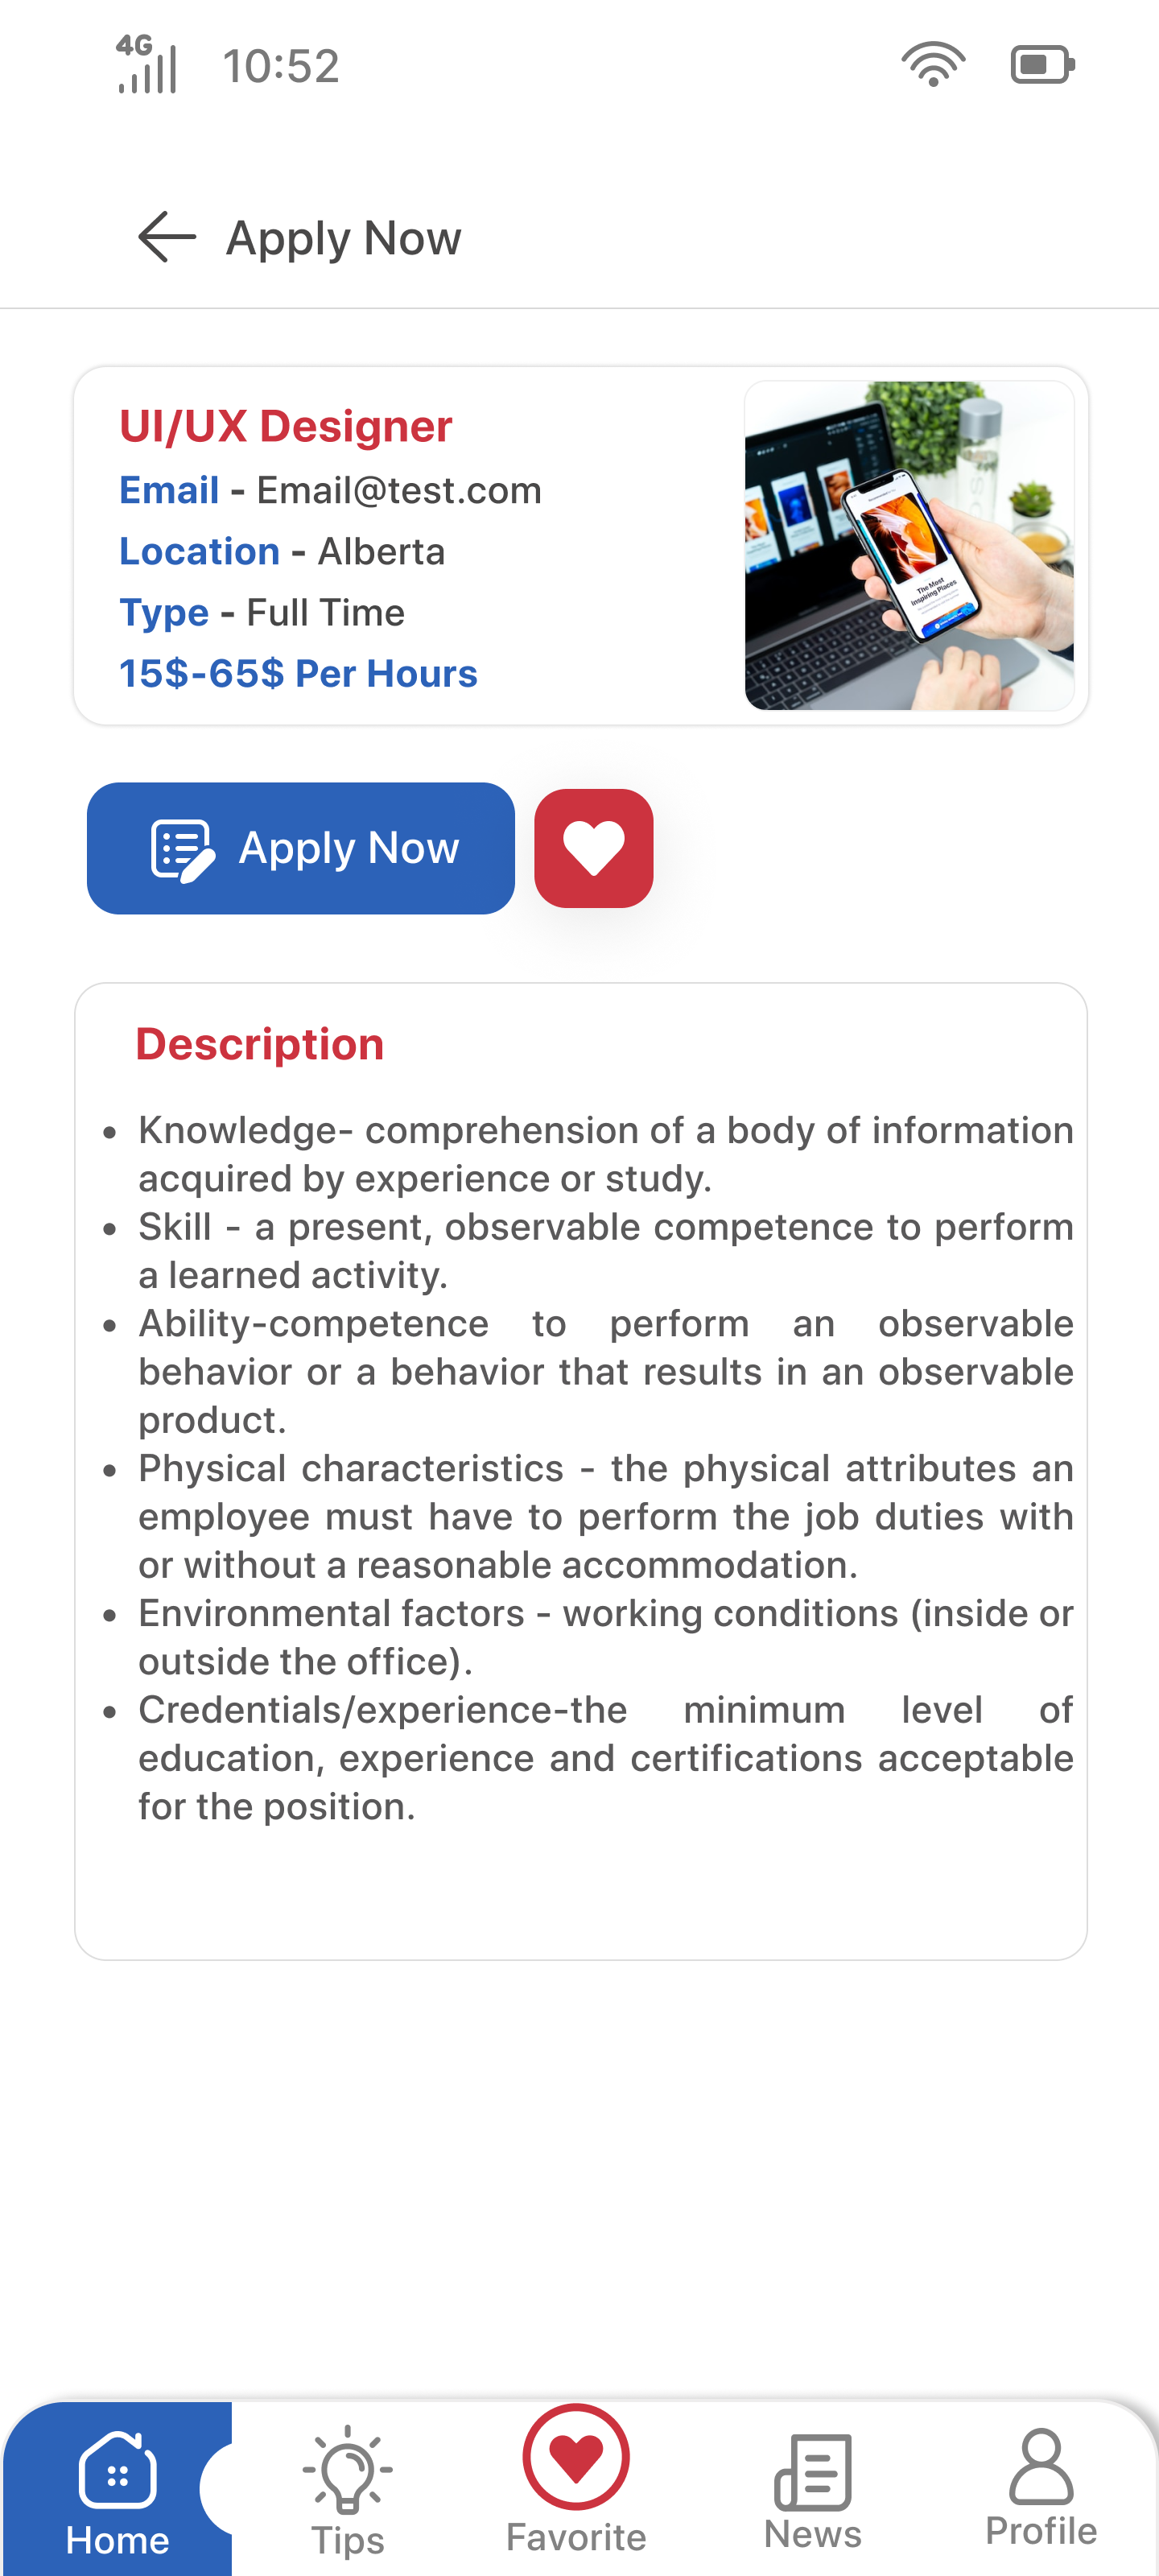 4G 10:52
Apply Now
UI/UX Designer
Email - Email@test.com
Location - Alberta
Type - Full Time
15$-65$ Per Hours
The Most
Inspiring Places
Apply Now
Description
• Knowledge- comprehension of a body of information
acquired by experience or study.
• Skill - a present, observable competence to perform
a learned activity.
• Ability-competence to perform an observable
behavior or a behavior that results in an observable
product.
• Physical characteristics - the physical attributes an
employee must have to perform the job duties with
or without a reasonable accommodation.
• Environmental factors - working conditions (inside or
outside the office).
• Credentials/experience-the minimum level of
education, experience and certifications acceptable
for the position.
Home
Tips
Favorite
News
Profile